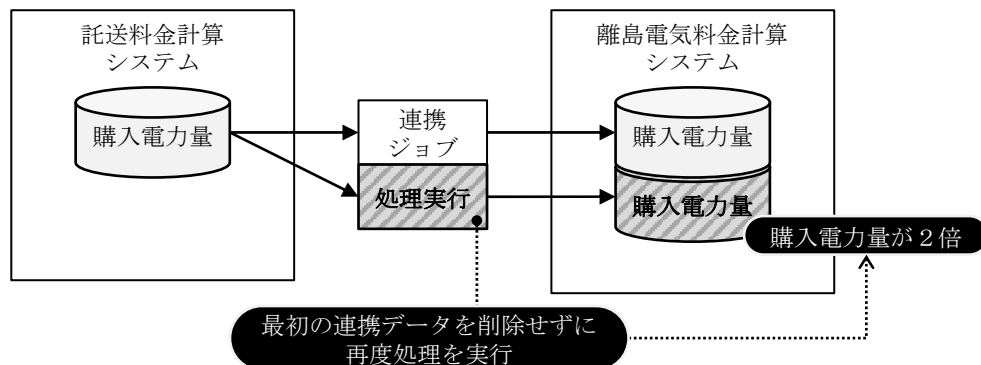 託送料金計算
システム
購入電力量
連携
ジョブ
処理実行
離島電気料金計算
システム
購入電力量
購入電力量
購入電力量が２倍
最初の連携データを削除せずに
再度処理を実行